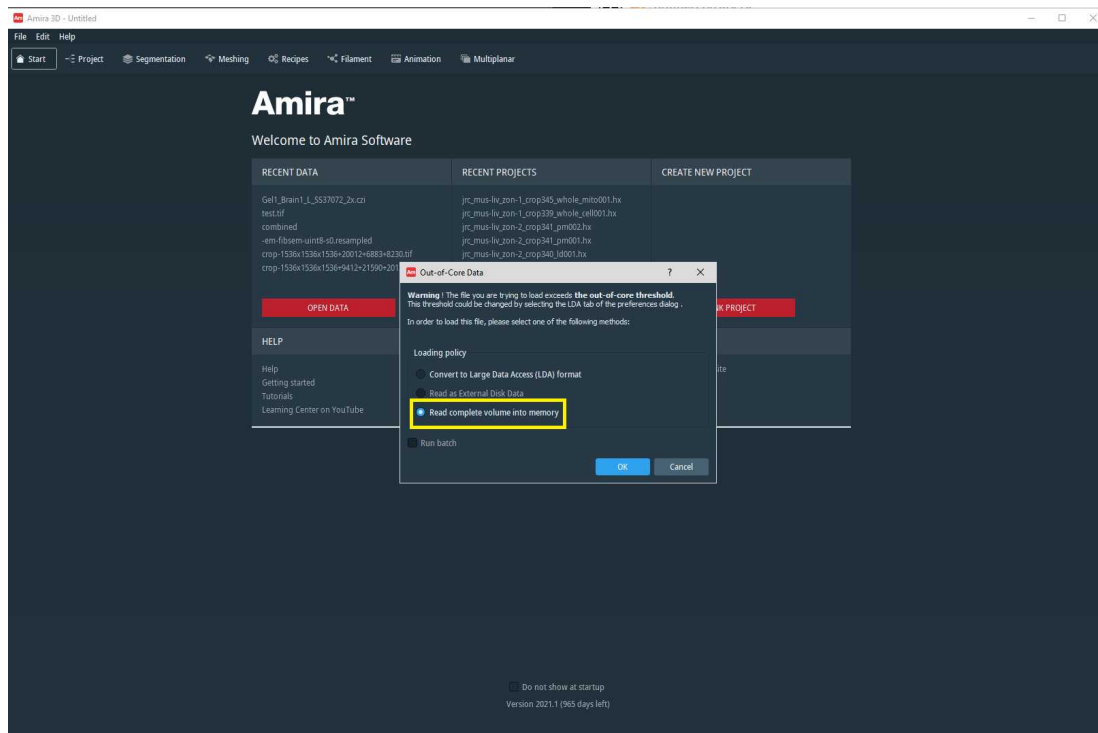 Am Amira 3D - Untitled
File Edit Help
Start Project Segmentation Meshing Recipes Filament Animation Multiplanar
Amira™
Welcome to Amira Software
RECENT DATA
Gel1_Brain1_L_SS37072_2x.czi
test.tif
combined
-em-fibsem-uint8-s0.resampled
crop-1536x1536x1536+20012+6883+8230.tif
crop-1536x1536x1536+9412+21590+201
OPEN DATA
RECENT PROJECTS
jrc_mus-liv_zon-1_crop345_whole_mito001.hx
jrc_mus-liv_zon-1_crop339_whole_cell001.hx
jrc_mus-liv_zon-2_crop341_pm002.hx
jrc_mus-liv_zon-2_crop341_pm001.hx
jrc_mus-liv_zon-2_crop340_ld001.hx
CREATE NEW PROJECT
PROJECT
HELP
Help
Getting started
Tutorials
Learning Center on YouTube
Am Out-of-Core Data
Warning ! The file you are trying to load exceeds the out-of-core threshold.
This threshold could be changed by selecting the LDA tab of the preferences dialog .
In order to load this file, please select one of the following methods:
Loading policy
Convert to Large Data Access (LDA) format
Read as External Disk Data
Read complete volume into memory
Run batch
OK Cancel
Do not show at startup
Version 2021.1 (965 days left)